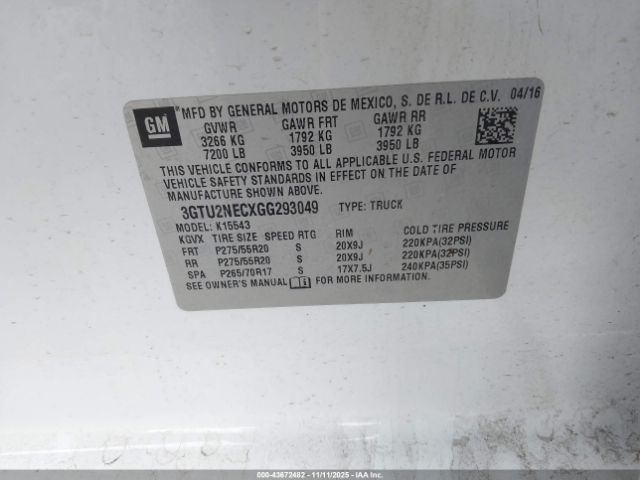 GM
MFD BY GENERAL MOTORS DE MEXICO, S. DE R.L. DE C.V. 04/16
GVWR GAWR FRT GAWR RR
3266 KG 1792 KG 1792 KG
7200 LB 3950 LB 3950 LB
THIS VEHICLE CONFORMS TO ALL APPLICABLE U.S. FEDERAL MOTOR
VEHICLE SAFETY STANDARDS IN EFFECT ON THE DATE OF
MANUFACTURE SHOWN ABOVE.
3GTU2NECXGG293049 TYPE: TRUCK
MODEL: K15543
KGVX TIRE SIZE SPEED RTG RIM COLD TIRE PRESSURE
FRT P275/55R20 S 20X9J 220KPA(32PSI)
RR P275/55R20 S 20X9J 220KPA(32PSI)
SPA P265/70R17 S 17X7.5J 240KPA(35PSI)
SEE OWNER'S MANUAL FOR MORE INFORMATION.
000-43672482 - 11/11/2025 - IAAI.ca